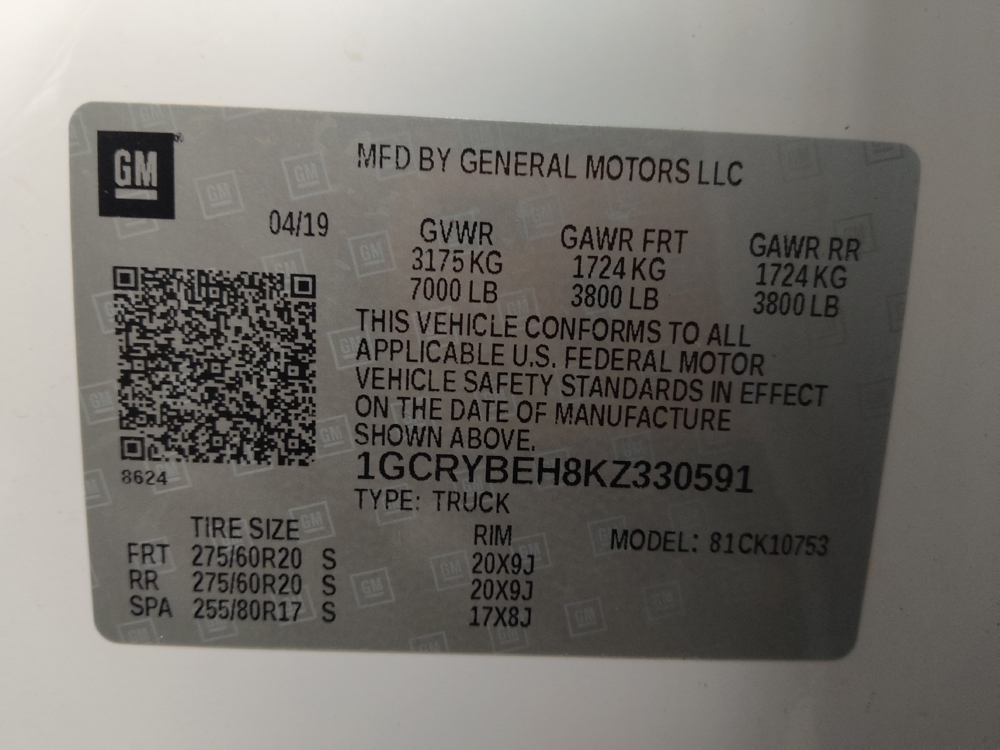 GM
MFD BY GENERAL MOTORS LLC
04/19
GVWR GAWR FRT GAWR RR
3175 KG 1724 KG 1724 KG
7000 LB 3800 LB 3800 LB
THIS VEHICLE CONFORMS TO ALL
APPLICABLE U.S. FEDERAL MOTOR
VEHICLE SAFETY STANDARDS IN EFFECT
ON THE DATE OF MANUFACTURE
SHOWN ABOVE.
8624
1GCRYBEH8KZ330591
TYPE: TRUCK
TIRE SIZE RIM MODEL: 81CK10753
FRT 275/60R20 S 20X9J
RR 275/60R20 S 20X9J
SPA 255/80R17 S 17X8J